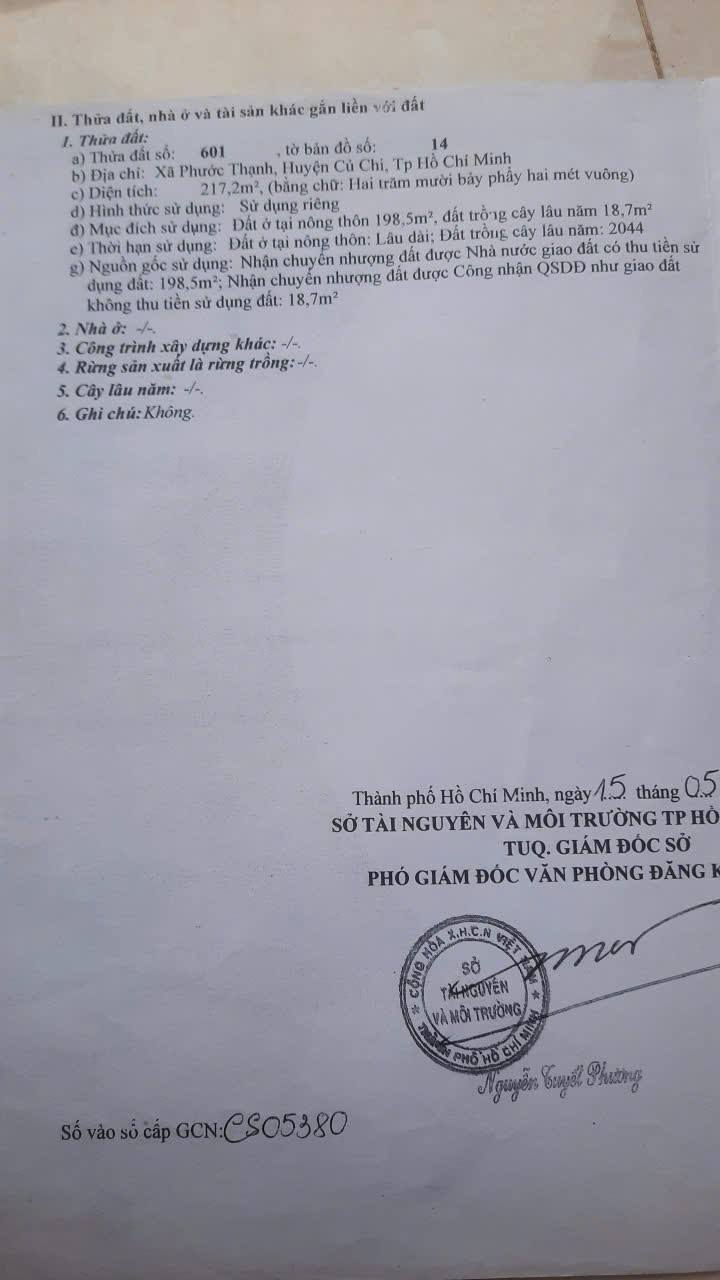 II. Thửa đất, nhà ở và tài sản khác gắn liền với đất
1. Thửa đất:
a) Thửa đất số: 601 , tờ bản đồ số: 14
b) Địa chỉ: Xã Phước Thạnh, Huyện Củ Chi, Tp Hồ Chí Minh
c) Diện tích: 217,2m², (bằng chữ: Hai trăm mười bảy phẩy hai mét vuông)
d) Hình thức sử dụng: Sử dụng riêng
đ) Mục đích sử dụng: Đất ở tại nông thôn 198,5m², đất trồng cây lâu năm 18,7m²
e) Thời hạn sử dụng: Đất ở tại nông thôn: Lâu dài; Đất trồng cây lâu năm: 2044
g) Nguồn gốc sử dụng: Nhận chuyển nhượng đất được Nhà nước giao đất có thu tiền sử
dụng đất: 198,5m²; Nhận chuyển nhượng đất được Công nhận QSDĐ như giao đất
không thu tiền sử dụng đất: 18,7m²
2. Nhà ở: -/-.
3. Công trình xây dựng khác: -/-.
4. Rừng sản xuất là rừng trồng: -/-.
5. Cây lâu năm: -/-.
6. Ghi chú: Không.
Thành phố Hồ Chí Minh, ngày 15 tháng 05
SỞ TÀI NGUYÊN VÀ MÔI TRƯỜNG TP HỒ
TUQ. GIÁM ĐỐC SỞ
PHÓ GIÁM ĐỐC VĂN PHÒNG ĐĂNG K
CỘNG HÒA X.H.C.N VIỆT NAM
SỞ
TÀI NGUYÊN
VÀ MÔI TRƯỜNG
THÀNH PHỐ HỒ CHÍ MINH
Nguyễn Tuyết Phương
Số vào sổ cấp GCN: CS05380